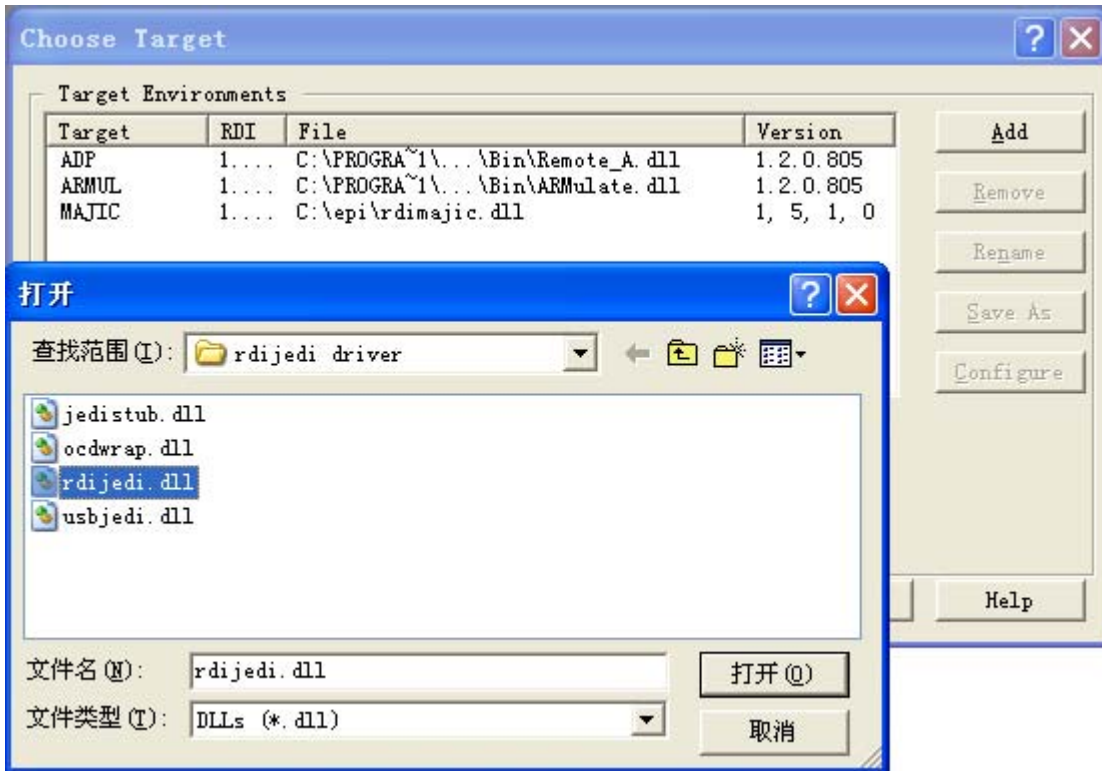 Choose Target
Target Environments
Target RDI File Version
ADP 1.... C:\PROGRA~1\...\Bin\Remote_A.dll 1.2.0.805
ARMUL 1.... C:\PROGRA~1\...\Bin\ARMulate.dll 1.2.0.805
MAJIC 1.... C:\epi\rdimajic.dll 1, 5, 1, 0
Add
Remove
Rename
Save As
Configure
Help
打开
查找范围(I): rdijedi driver
jedistub.dll
ocdwrap.dll
rdijedi.dll
usbjedi.dll
文件名(N): rdijedi.dll
打开(O)
文件类型(T): DLLs (*.dll)
取消